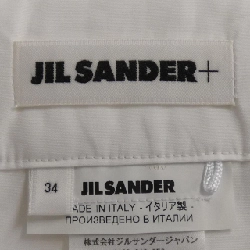 JIL SANDER+
34 JIL SANDER
ADE IN ITALY - イタリア製 -
ПРОИЗВЕДЕНО В ИТАЛИИ
株式会社ジルサンダージャパン